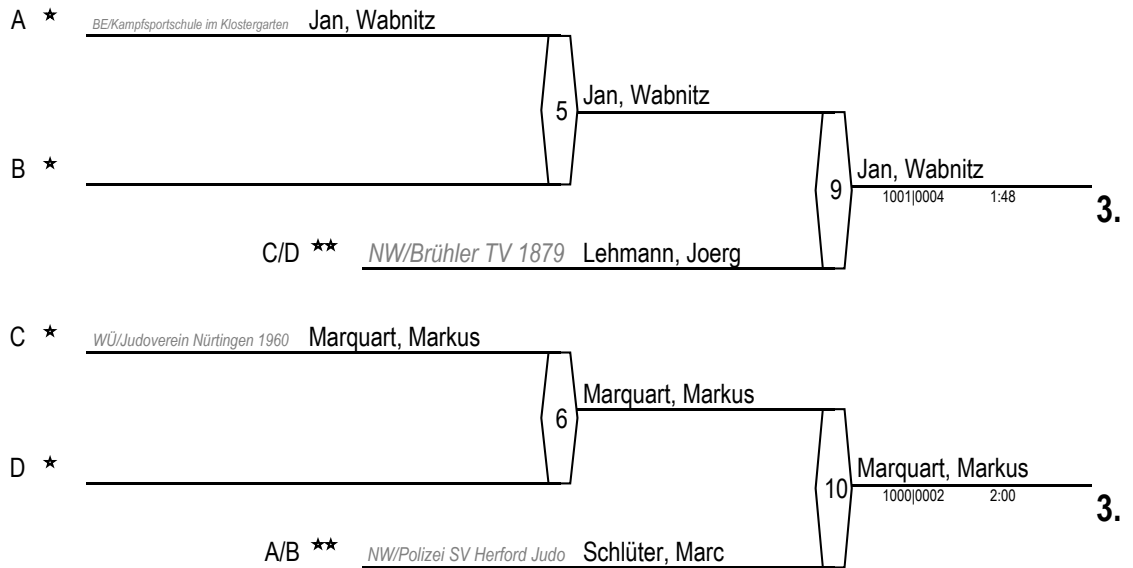 A BE/Kampfsportschule im Klostergarten Jan, Wabnitz
5 Jan, Wabnitz
B
9 Jan, Wabnitz
1001|0004 1:48
3.
C/D NW/Brühler TV 1879 Lehmann, Joerg
C WÜ/Judoverein Nürtingen 1960 Marquart, Markus
6 Marquart, Markus
D
10 Marquart, Markus
1000|0002 2:00
3.
A/B NW/Polizei SV Herford Judo Schlüter, Marc